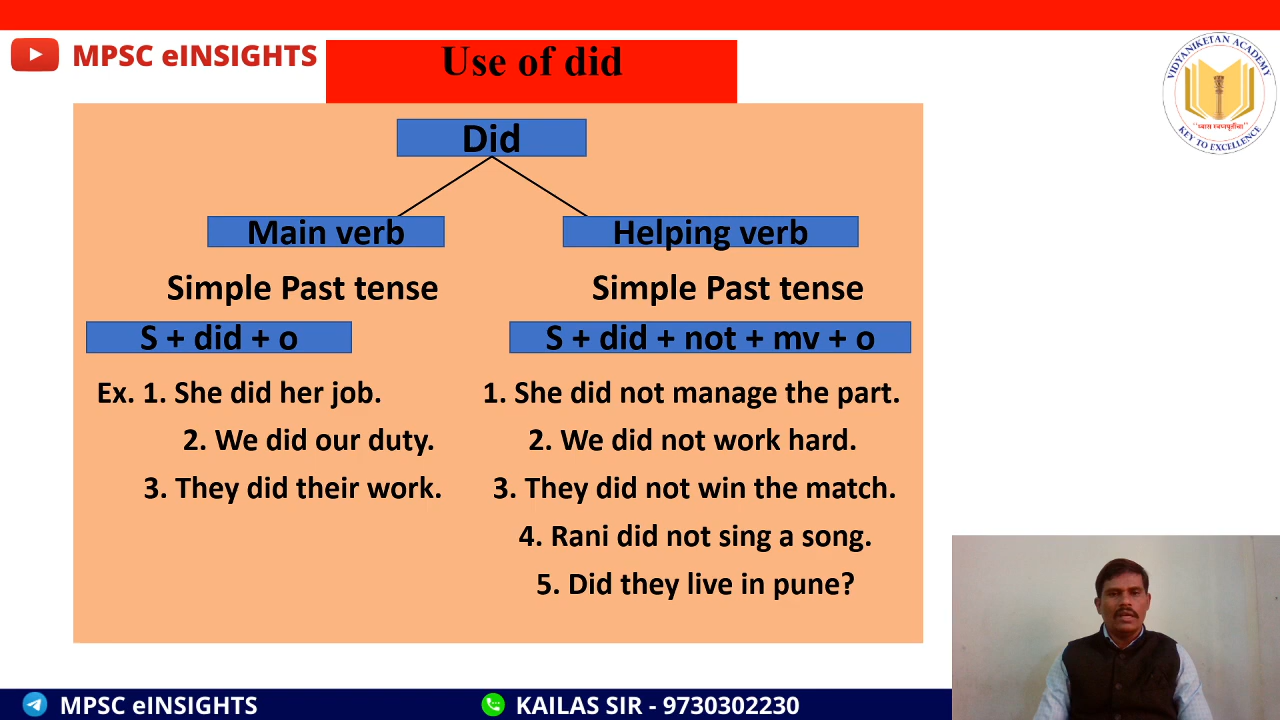 MPSC eINSIGHTS
Use of did
VIDYANIKETAN ACADEMY
"ध्यास स्वप्नपूर्तीचा"
KEY TO EXCELLENCE
Did
Main verb
Helping verb
Simple Past tense
Simple Past tense
S + did + o
S + did + not + mv + o
Ex. 1. She did her job.
2. We did our duty.
3. They did their work.
1. She did not manage the part.
2. We did not work hard.
3. They did not win the match.
4. Rani did not sing a song.
5. Did they live in pune?
MPSC eINSIGHTS
KAILAS SIR - 9730302230